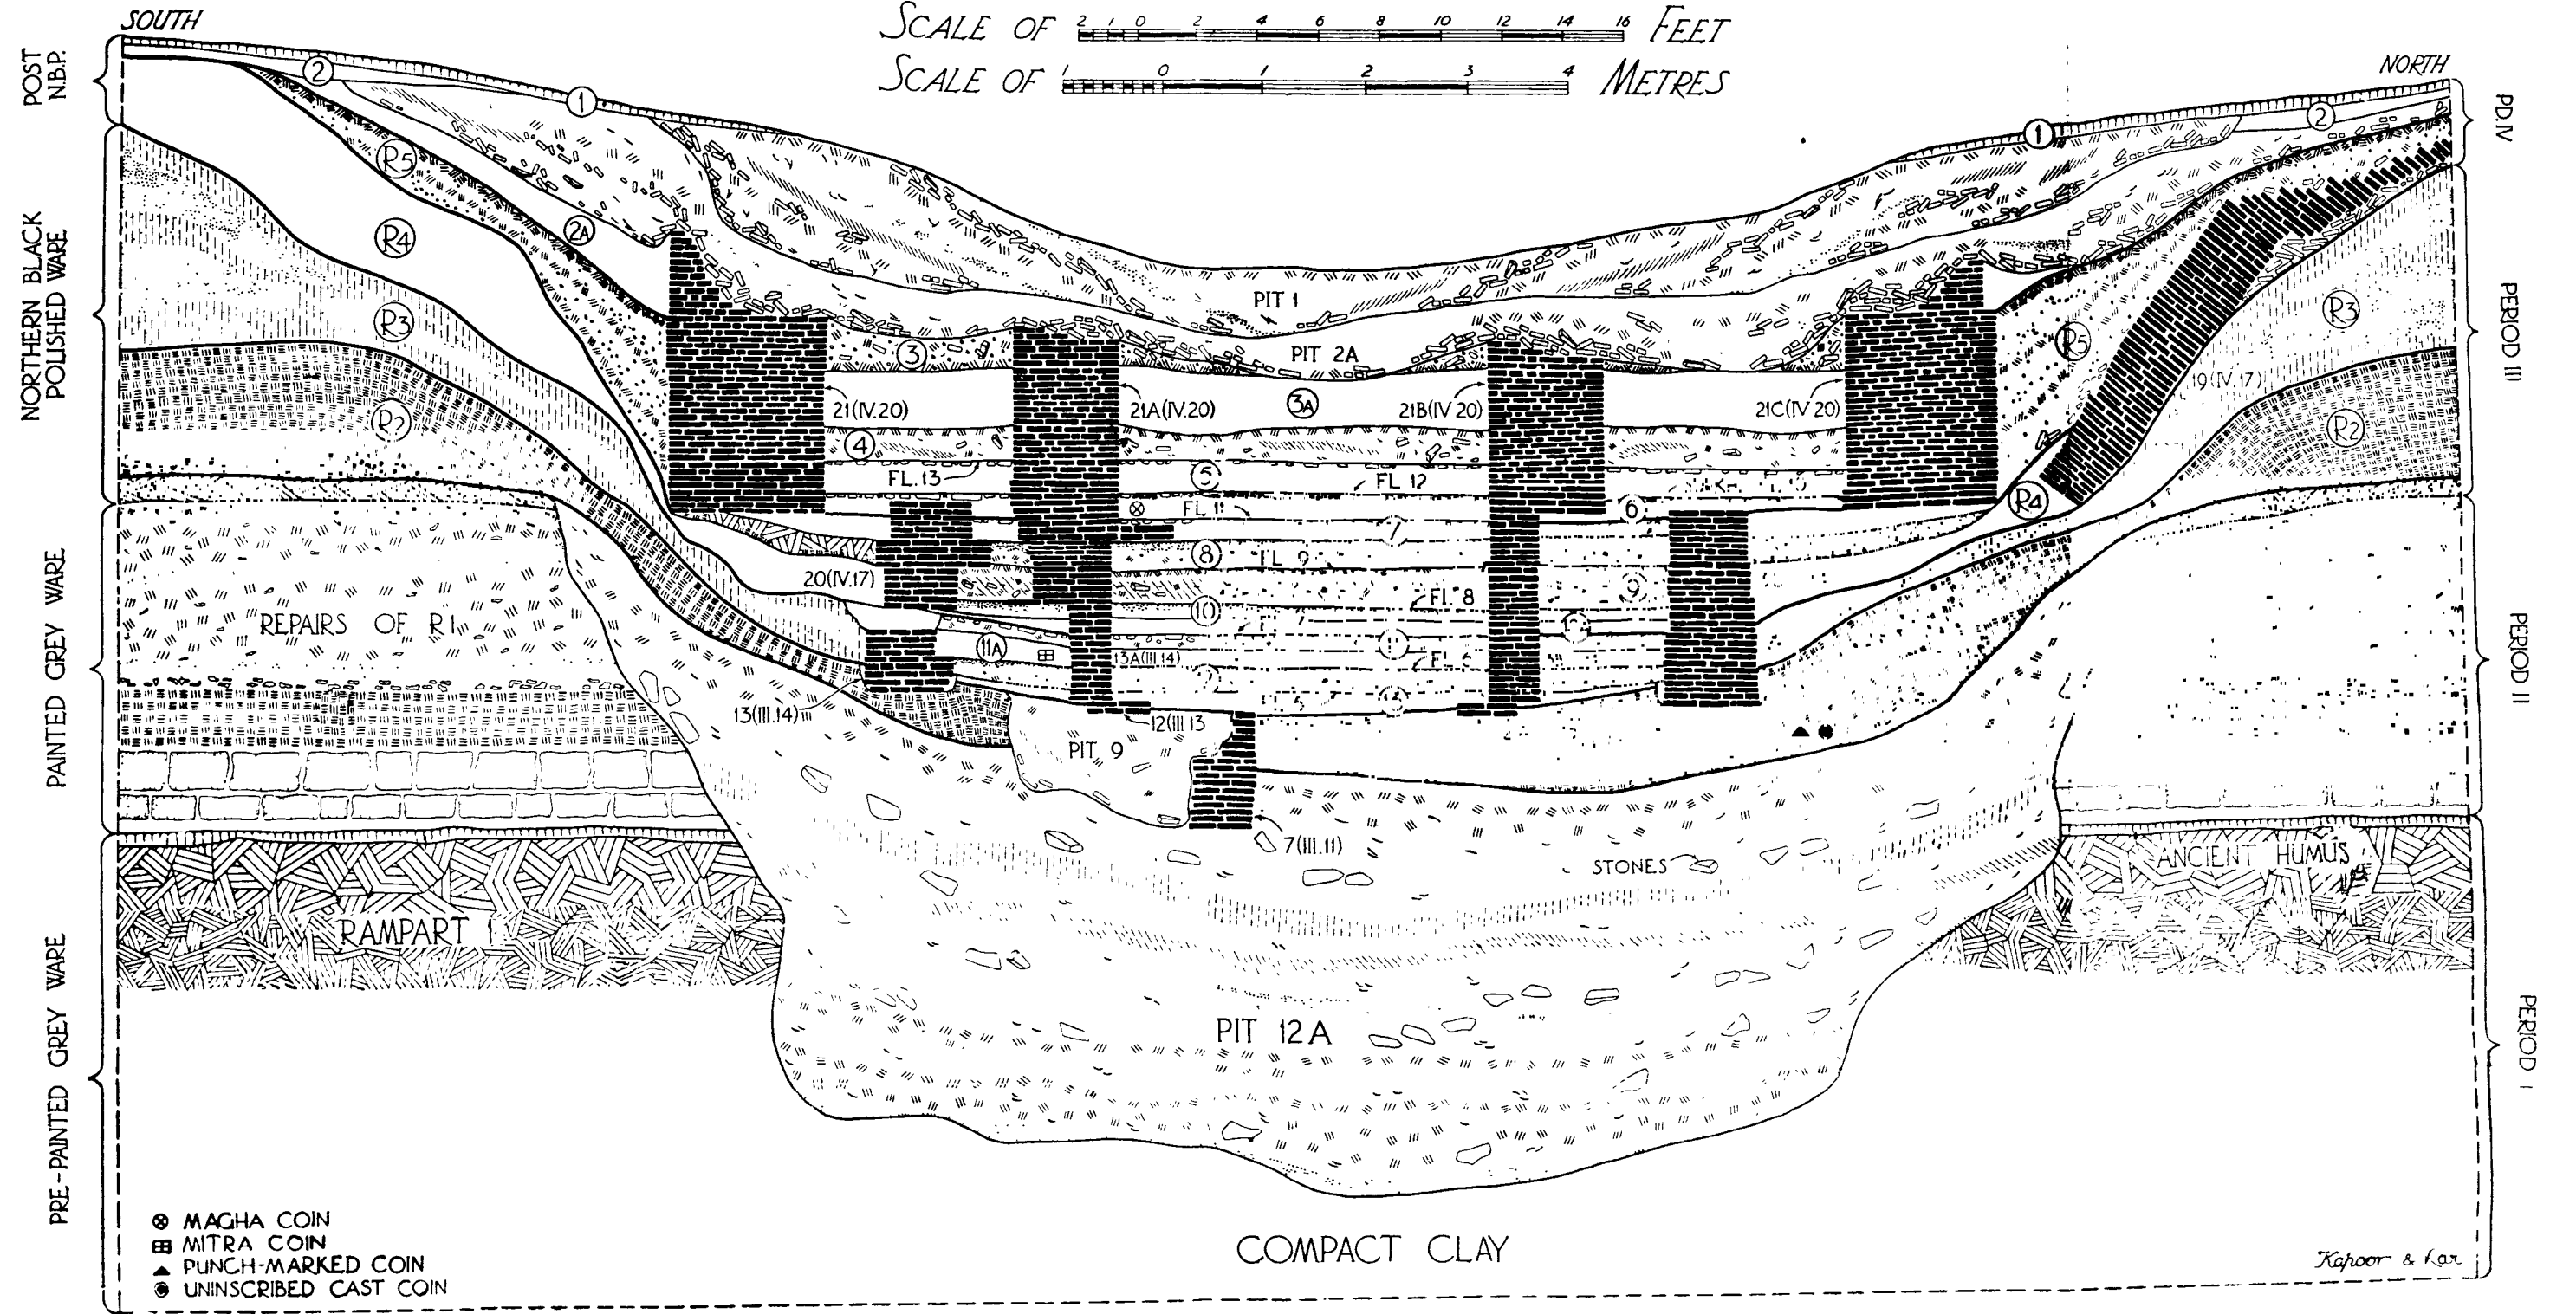 SOUTH
SCALE OF 2 1 0 2 4 6 8 10 12 14 16 FEET
SCALE OF 1 0 1 2 3 4 METRES
NORTH
POST
N.B.P.
NORTHERN BLACK
POLISHED WARE
PAINTED GREY WARE
PRE-PAINTED GREY WARE
PD.IV
PERIOD III
PERIOD II
PERIOD I
2
1
1
2
R5
2A
R4
R3
R2
PIT 1
PIT 2A
3
3A
R5
R3
R2
R4
19(IV.17)
21(IV.20)
21A(IV.20)
21B(IV 20)
21C(IV 20)
4
5
FL.13
FL 12
FL 11
6
7
8
9
20(IV.17)
FL 8
10
11A
13A(III.14)
FL 6
13(III.14)
12(III 13
PIT 9
7(III.11)
STONES
REPAIRS OF R1
RAMPART 1
ANCIENT HUMUS
PIT 12A
COMPACT CLAY
MAGHA COIN
MITRA COIN
PUNCH-MARKED COIN
UNINSCRIBED CAST COIN
Kapoor & Kar